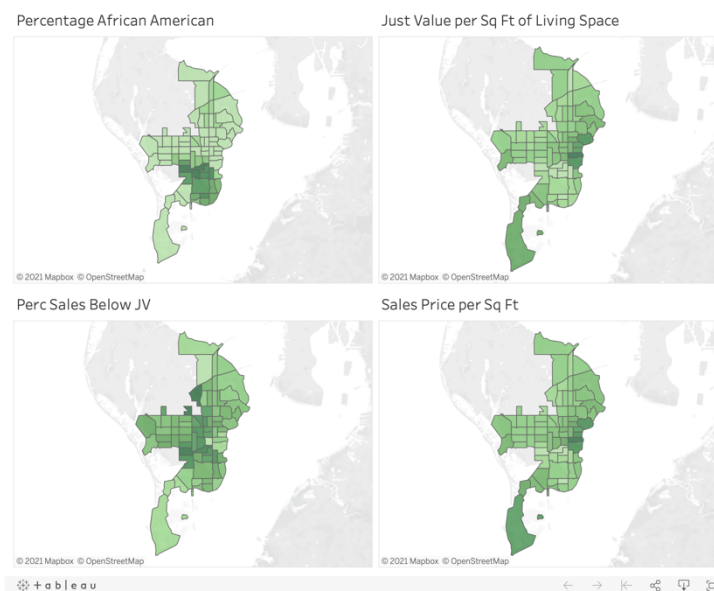 Percentage African American
Just Value per Sq Ft of Living Space
© 2021 Mapbox © OpenStreetMap
© 2021 Mapbox © OpenStreetMap
Perc Sales Below JV
Sales Price per Sq Ft
© 2021 Mapbox © OpenStreetMap
© 2021 Mapbox © OpenStreetMap
+ a b l e a u